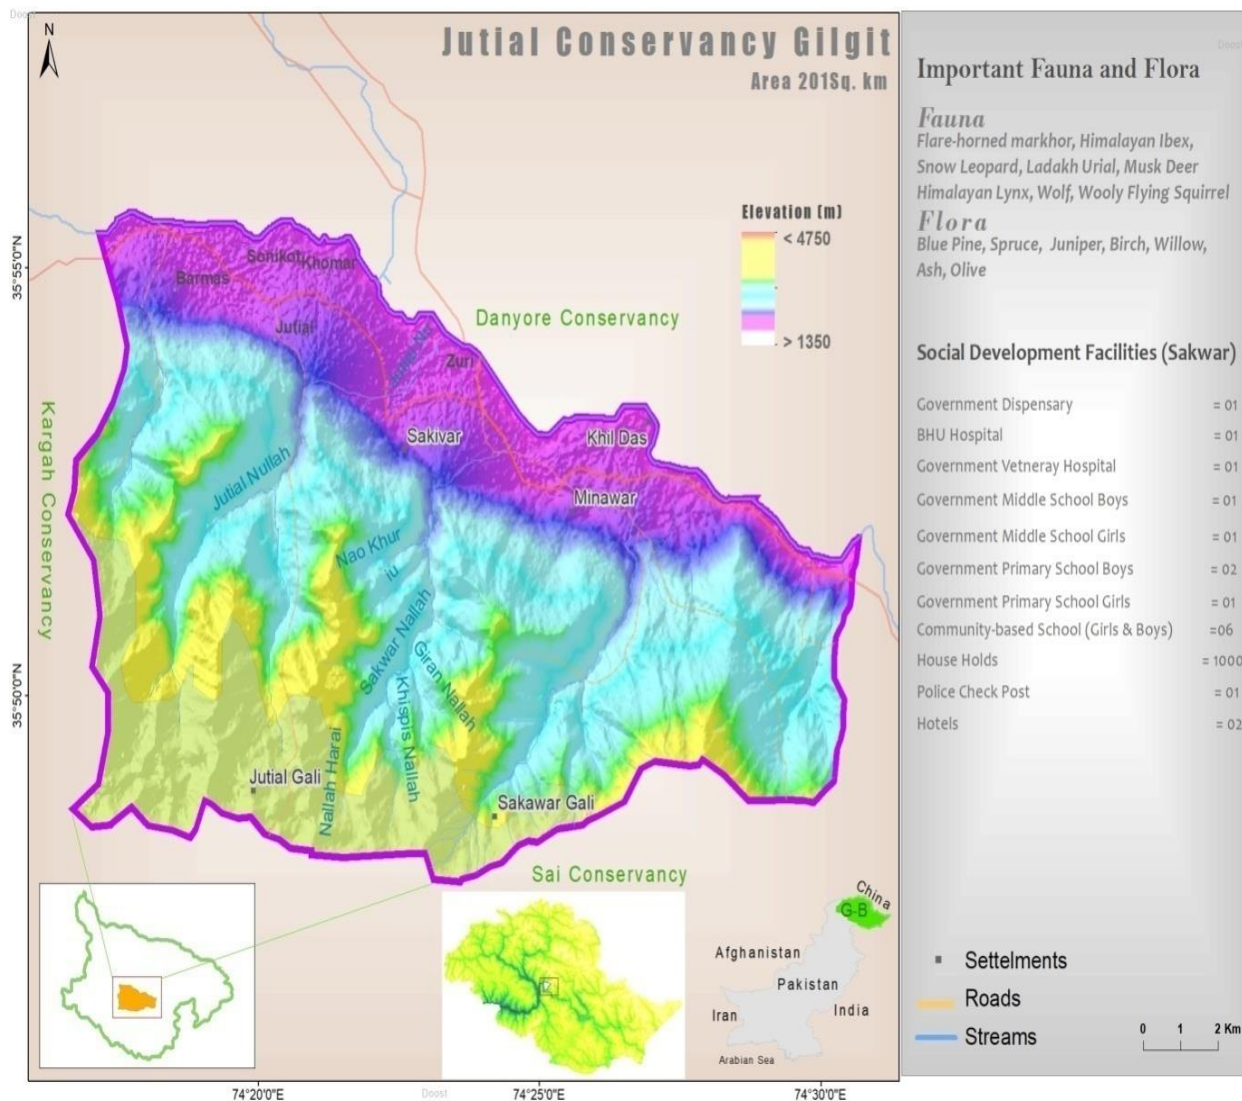 Doost
N
Jutial Conservancy Gilgit
Area 201Sq. km
Elevation (m)
< 4750
> 1350
35°55'0"N
35°50'0"N
Barmas
Sonikot
Khomar
Jutial
Zuri
Danyore Conservancy
Kargah Conservancy
Sakivar
Khil Das
Minawar
Jutial Nullah
Nao Khur
iu
Sakwar Nallah
Giran Nallah
Khispis Nallah
Nallah Harai
Jutial Gali
Sakawar Gali
Sai Conservancy
China
G-B
Afghanistan
Pakistan
Iran
India
Arabian Sea
74°20'0"E
74°25'0"E
74°30'0"E
Doost
Doost
Important Fauna and Flora
Fauna
Flare-horned markhor, Himalayan Ibex,
Snow Leopard, Ladakh Urial, Musk Deer
Himalayan Lynx, Wolf, Wooly Flying Squirrel
Flora
Blue Pine, Spruce, Juniper, Birch, Willow,
Ash, Olive
Social Development Facilities (Sakwar)
Government Dispensary = 01
BHU Hospital = 01
Government Vetneray Hospital = 01
Government Middle School Boys = 01
Government Middle School Girls = 01
Government Primary School Boys = 02
Government Primary School Girls = 01
Community-based School (Girls & Boys) =06
House Holds = 1000
Police Check Post = 01
Hotels = 02
Settelments
Roads
Streams
0 1 2 Km